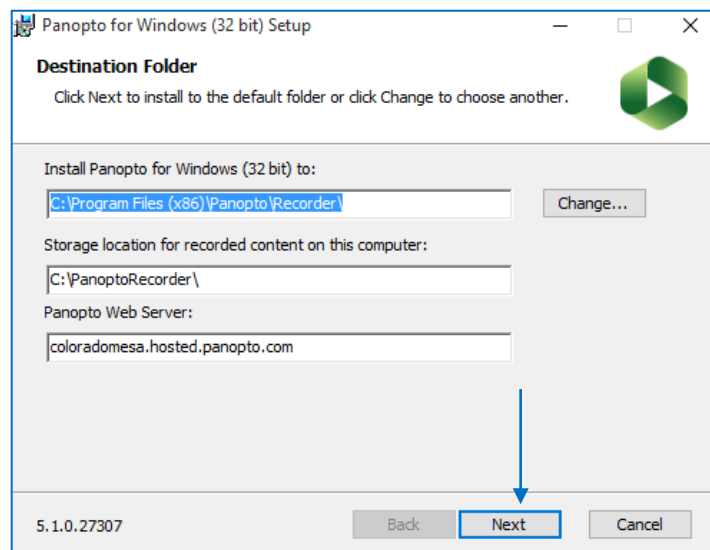 Panopto for Windows (32 bit) Setup
Destination Folder
Click Next to install to the default folder or click Change to choose another.
Install Panopto for Windows (32 bit) to:
C:\Program Files (x86)\Panopto\Recorder\
Change...
Storage location for recorded content on this computer:
C:\PanoptoRecorder\
Panopto Web Server:
coloradomesa.hosted.panopto.com
5.1.0.27307
Back
Next
Cancel